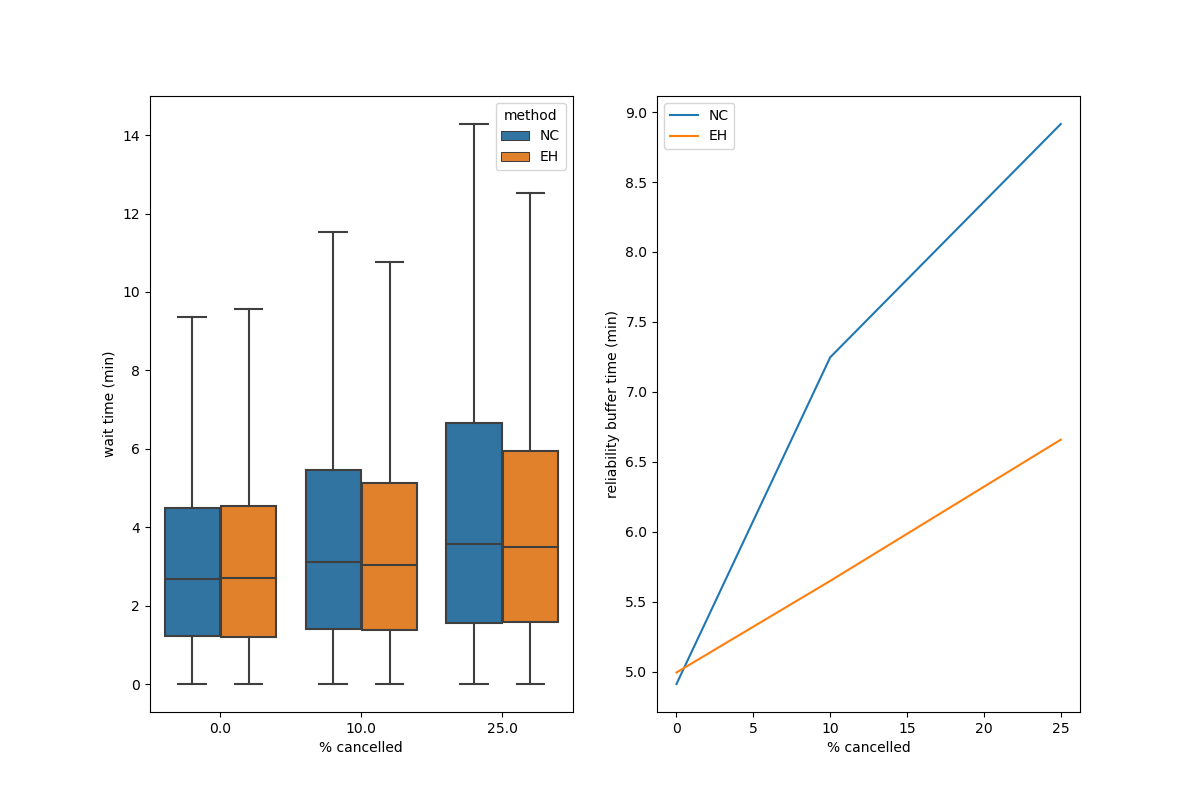 method
NC
EH
14
12
10
8
6
4
2
0
wait time (min)
0.0 10.0 25.0
% cancelled
NC
EH
9.0
8.5
8.0
7.5
7.0
6.5
6.0
5.5
5.0
reliability buffer time (min)
0 5 10 15 20 25
% cancelled